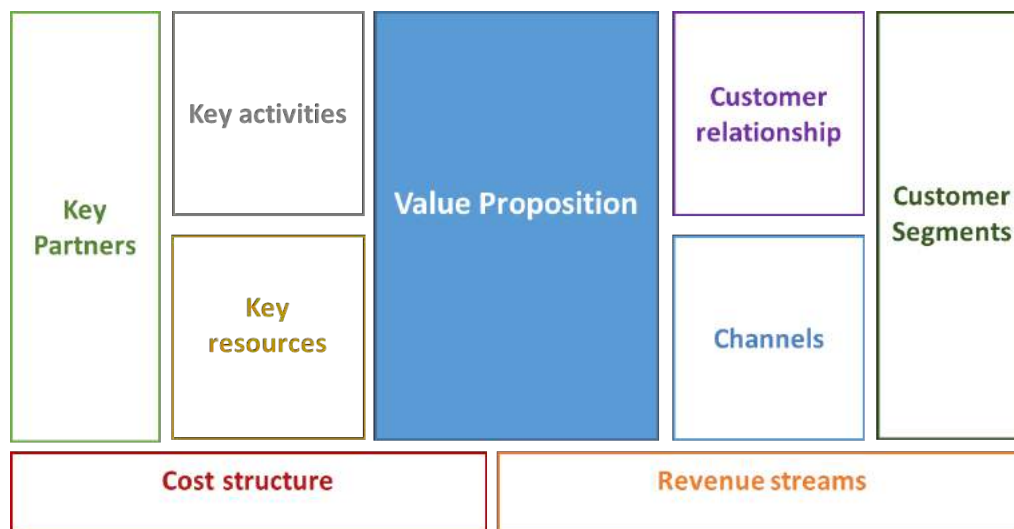 Key
Partners
Key activities
Key
resources
Value Proposition
Customer
relationship
Channels
Customer
Segments
Cost structure
Revenue streams